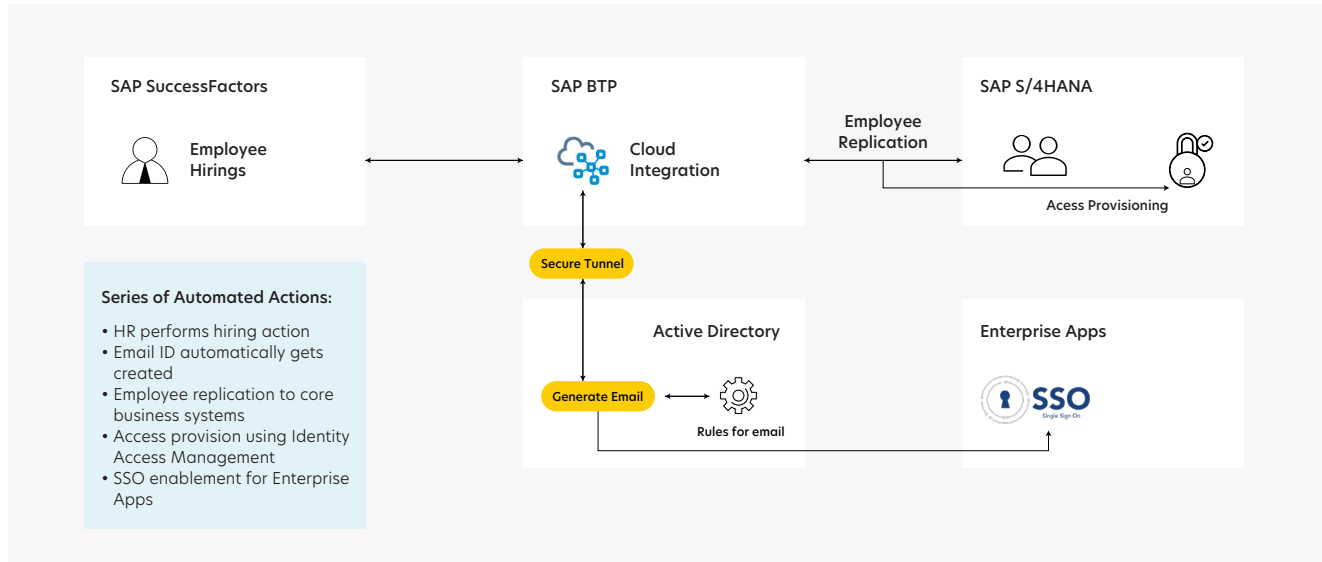 SAP SuccessFactors
Employee
Hirings
SAP BTP
Cloud
Integration
Employee
Replication
SAP S/4HANA
Acess Provisioning
Secure Tunnel
Series of Automated Actions:
• HR performs hiring action
• Email ID automatically gets
created
• Employee replication to core
business systems
• Access provision using Identity
Access Management
• SSO enablement for Enterprise
Apps
Active Directory
Generate Email
Rules for email
Enterprise Apps
SSO
Single Sign On